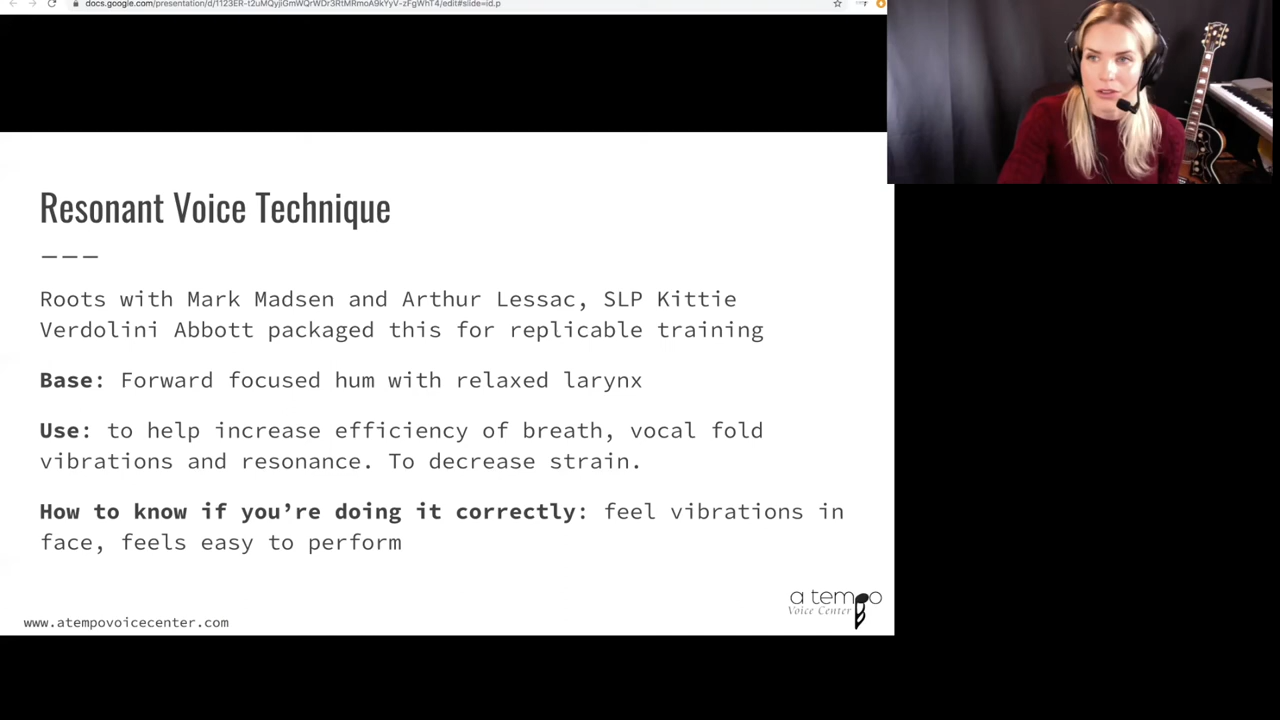 docs.google.com/presentation/d/1123ER-t2uMQyjiGmWQrWDr3RtMRmoA9kYyV-zFgWhT4/edit#slide=id.p
Resonant Voice Technique
Roots with Mark Madsen and Arthur Lessac, SLP Kittie
Verdolini Abbott packaged this for replicable training
Base: Forward focused hum with relaxed larynx
Use: to help increase efficiency of breath, vocal fold
vibrations and resonance. To decrease strain.
How to know if you’re doing it correctly: feel vibrations in
face, feels easy to perform
a tempo
Voice Center
www.atempovoicecenter.com